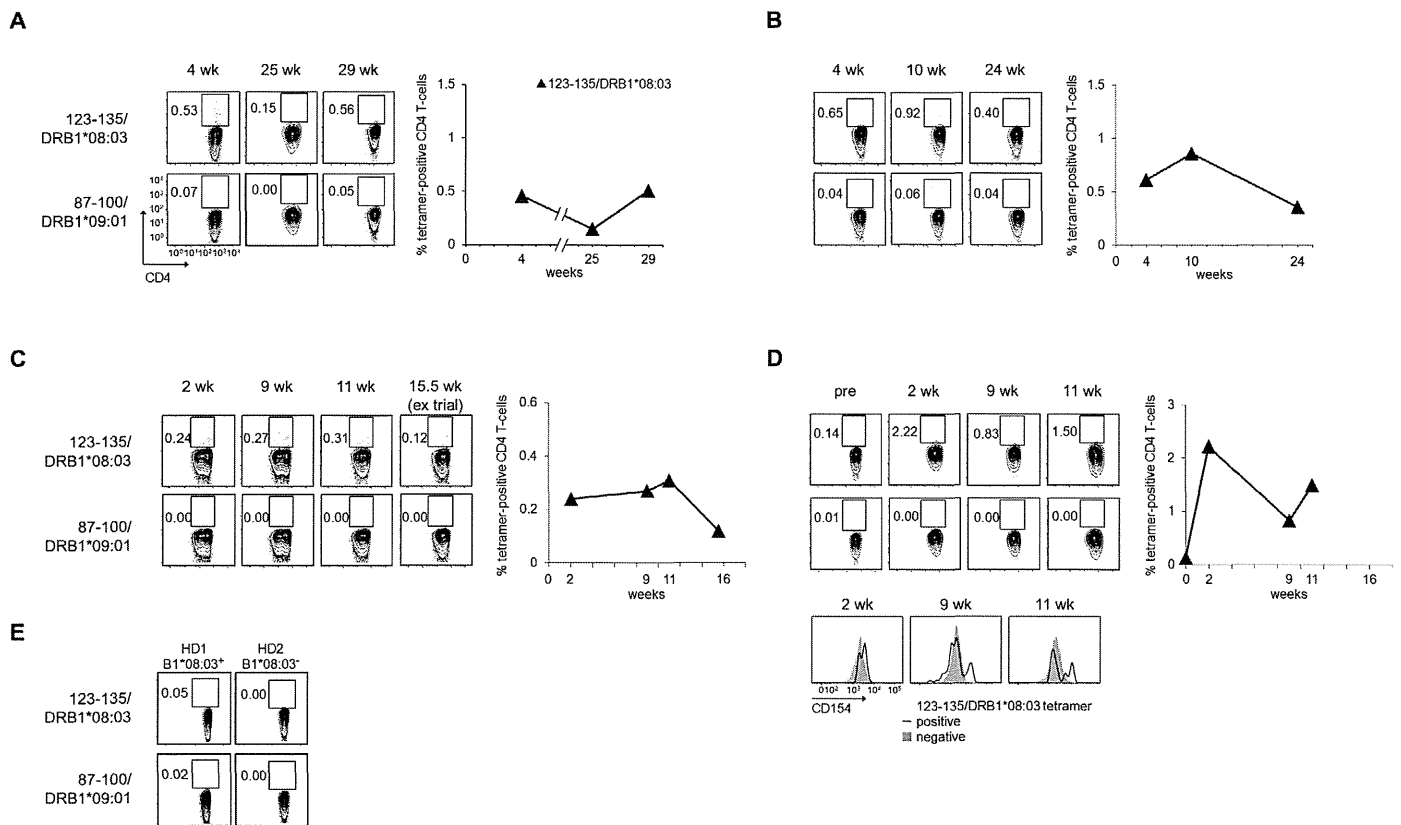 A
4 wk 25 wk 29 wk
123-135/
DRB1*08:03
0.53 0.15 0.56
87-100/
DRB1*09:01
0.07 0.00 0.05
10⁴
10³
10²
10¹
10⁰
10⁰10¹10²10³10³
CD4
% tetramer-positive CD4 T-cells
▲123-135/DRB1*08:03
1.5
1
0.5
0
0 4 25 29
weeks
B
4 wk 10 wk 24 wk
0.65 0.92 0.40
0.04 0.06 0.04
% tetramer-positive CD4 T-cells
1.5
1
0.5
0
0 4 10 24
weeks
C
2 wk 9 wk 11 wk 15.5 wk
(ex trial)
123-135/
DRB1*08:03
0.24 0.27 0.31 0.12
87-100/
DRB1*09:01
0.00 0.00 0.00 0.00
% tetramer-positive CD4 T-cells
0.6
0.4
0.2
0
0 2 9 11 16
weeks
D
pre 2 wk 9 wk 11 wk
0.14 2.22 0.83 1.50
0.01 0.00 0.00 0.00
% tetramer-positive CD4 T-cells
3
2
1
0
0 2 9 11 16
weeks
2 wk 9 wk 11 wk
010² 10³ 10⁴ 10⁵
CD154
123-135/DRB1*08:03 tetramer
positive
negative
E
HD1 HD2
B1*08:03⁺ B1*08:03⁻
123-135/
DRB1*08:03
0.05 0.00
87-100/
DRB1*09:01
0.02 0.00